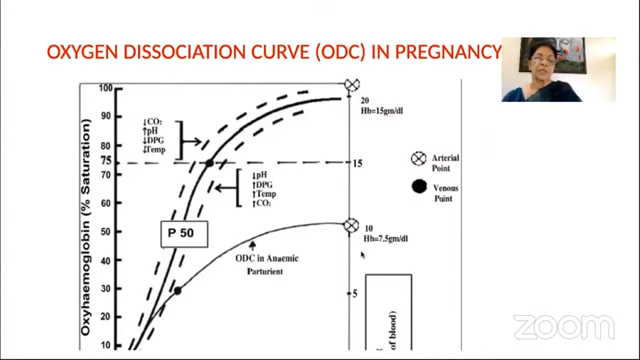 OXYGEN DISSOCIATION CURVE (ODC) IN PREGNANCY
Oxyhaemoglobin (% Saturation)
100
90
80
75
70
60
50
40
30
20
10
↓CO₂
↑pH
↓DPG
↓Temp
↓pH
↑DPG
↑Temp
↑CO₂
P 50
ODC in Anaemic
Parturient
20
Hb=15gm/dl
15
10
Hb=7.5gm/dl
5
Arterial
Point
Venous
Point
of blood)
zoom